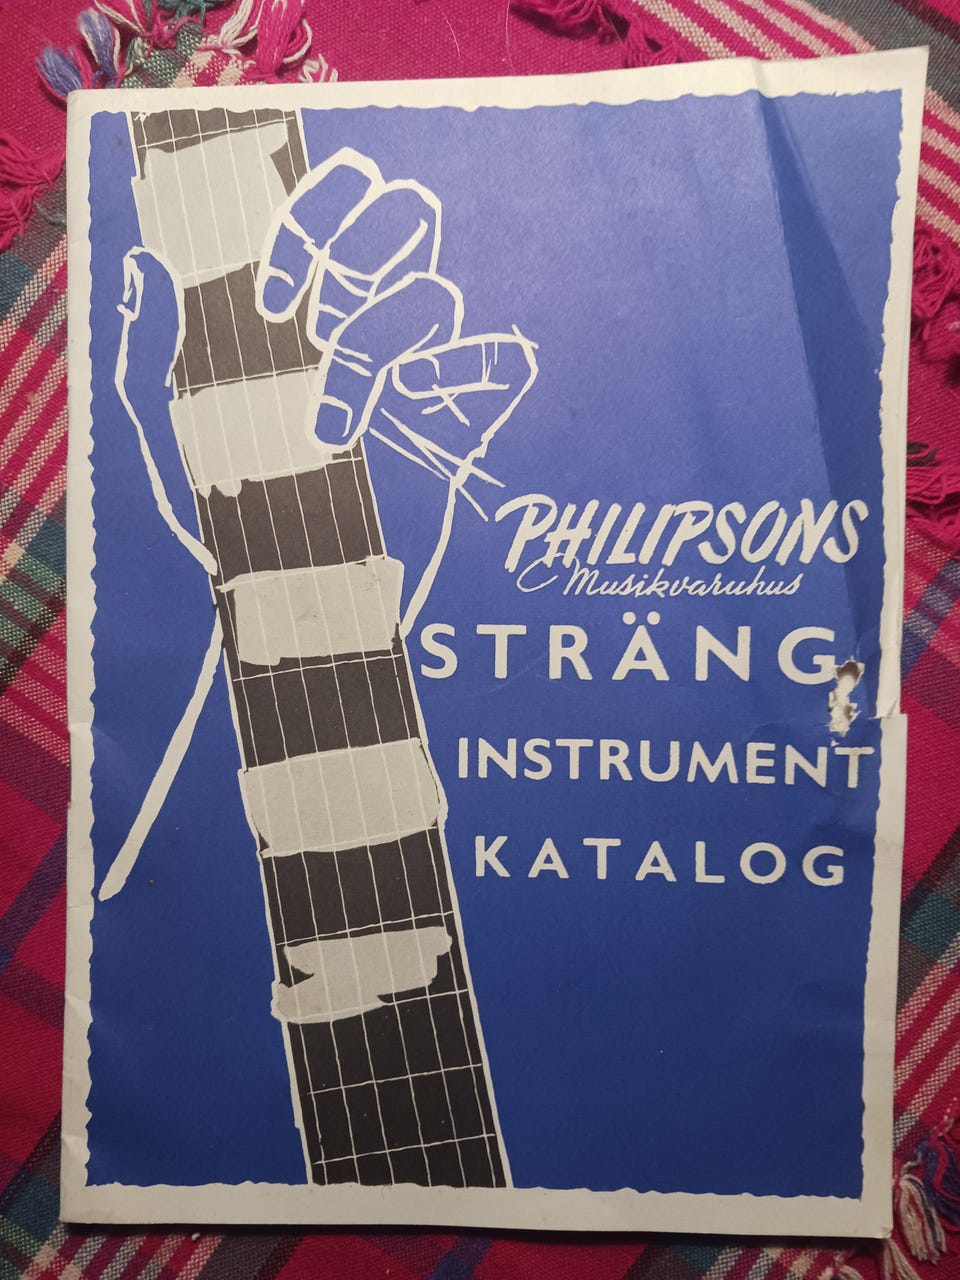 PHILIPSONS
Musikvaruhus
STRÄNG
INSTRUMENT
KATALOG